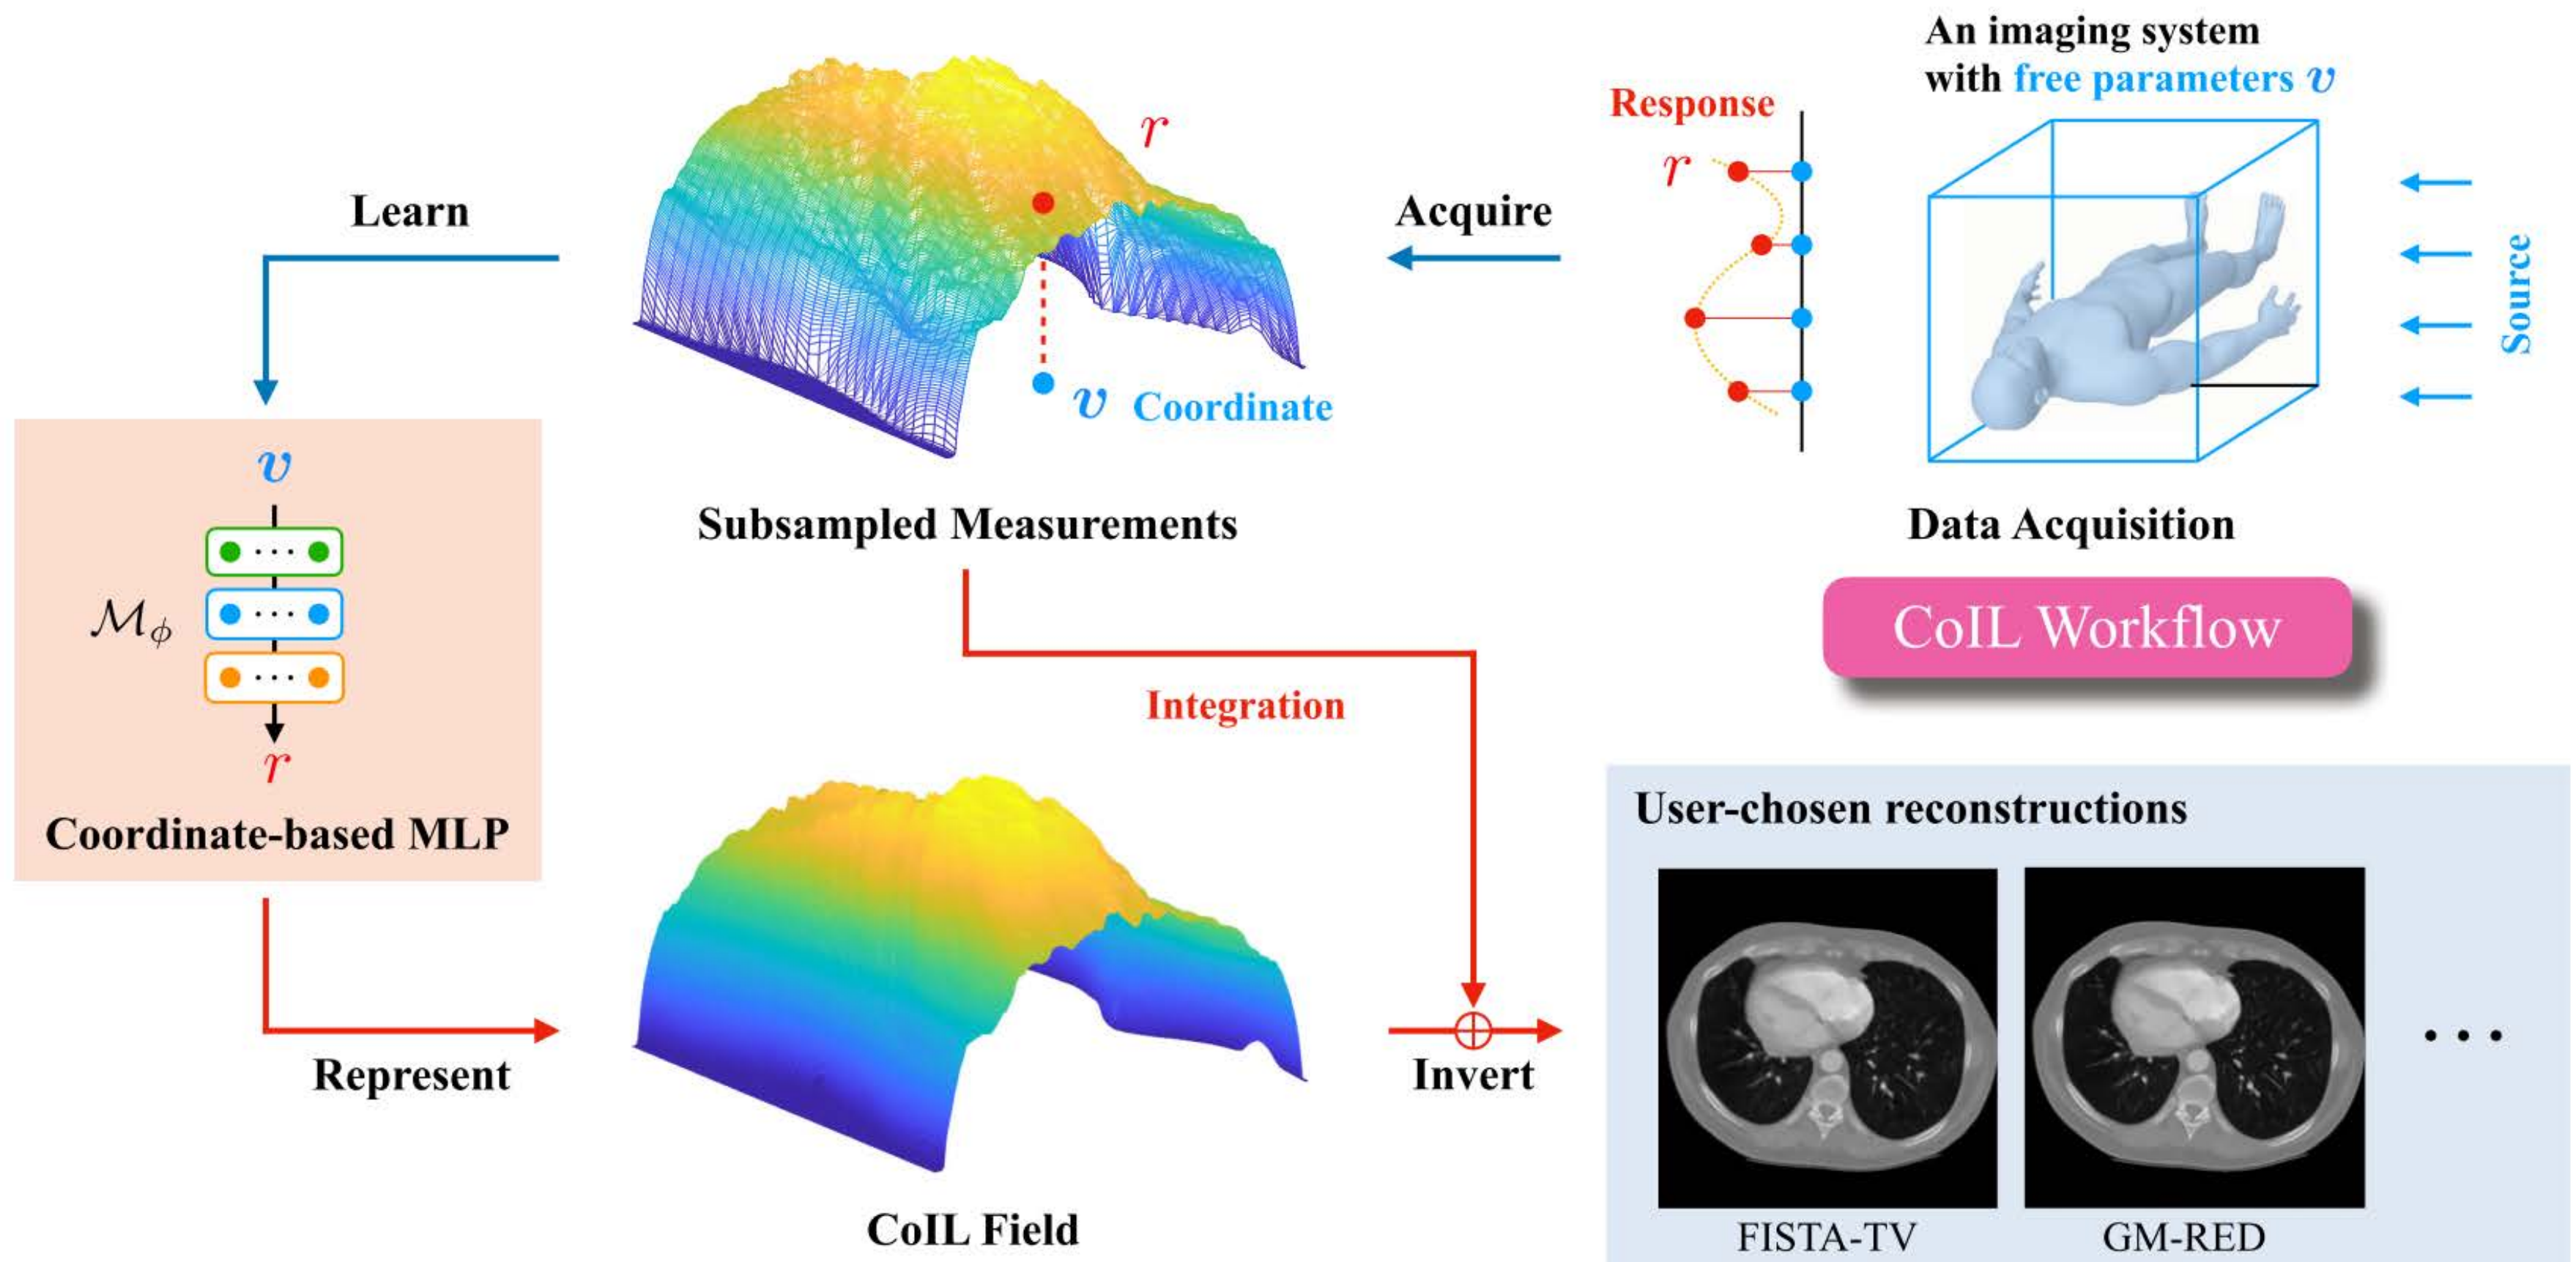 An imaging system
with free parameters v
Response
r
Source
Data Acquisition
Acquire
r
v Coordinate
Subsampled Measurements
Learn
v
ℳ_ϕ
r
Coordinate-based MLP
Represent
CoIL Field
Integration
Invert
CoIL Workflow
User-chosen reconstructions
FISTA-TV
GM-RED